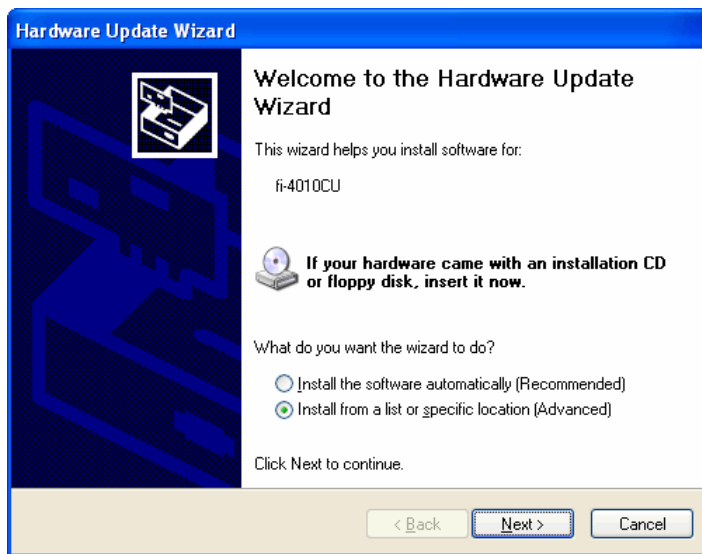 Hardware Update Wizard
Welcome to the Hardware Update
Wizard
This wizard helps you install software for:
fi-4010CU
If your hardware came with an installation CD
or floppy disk, insert it now.
What do you want the wizard to do?
Install the software automatically (Recommended)
Install from a list or specific location (Advanced)
Click Next to continue.
< Back Next > Cancel